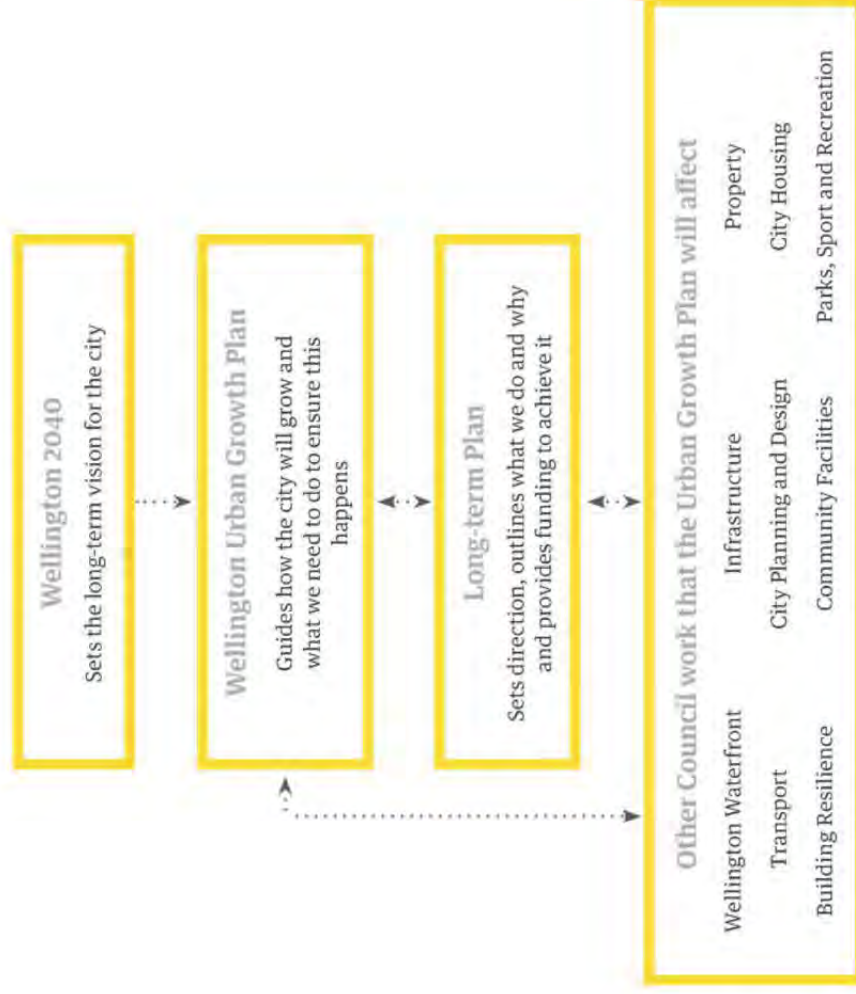 Wellington 2040
Sets the long-term vision for the city
Wellington Urban Growth Plan
Guides how the city will grow and
what we need to do to ensure this
happens
Long-term Plan
Sets direction, outlines what we do and why
and provides funding to achieve it
Other Council work that the Urban Growth Plan will affect
Wellington Waterfront Infrastructure Property
Transport City Planning and Design City Housing
Building Resilience Community Facilities Parks, Sport and Recreation